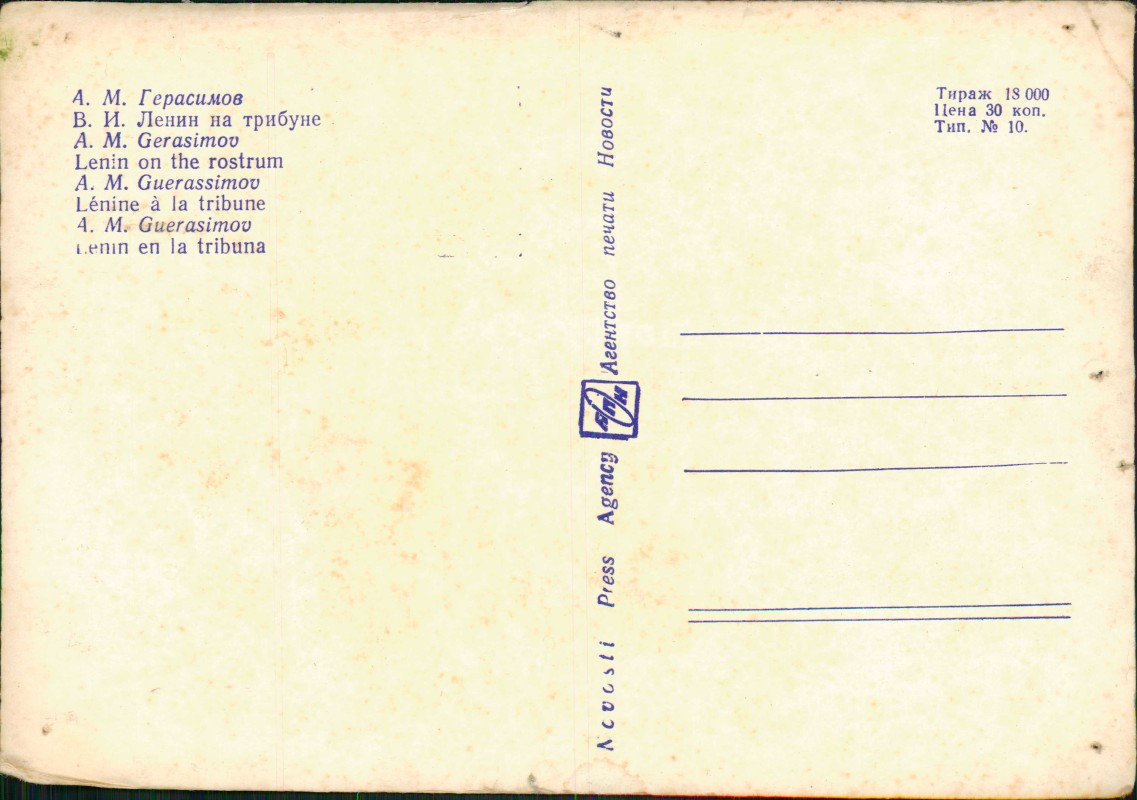 А. М. Герасимов
В. И. Ленин на трибуне
A. M. Gerasimov
Lenin on the rostrum
A. M. Guerassimov
Lénine à la tribune
A. M. Guerasimov
Lenin en la tribuna
Novosti Press Agency АПН Агентство печати Новости
Тираж 18 000
Цена 30 коп.
Тип. № 10.